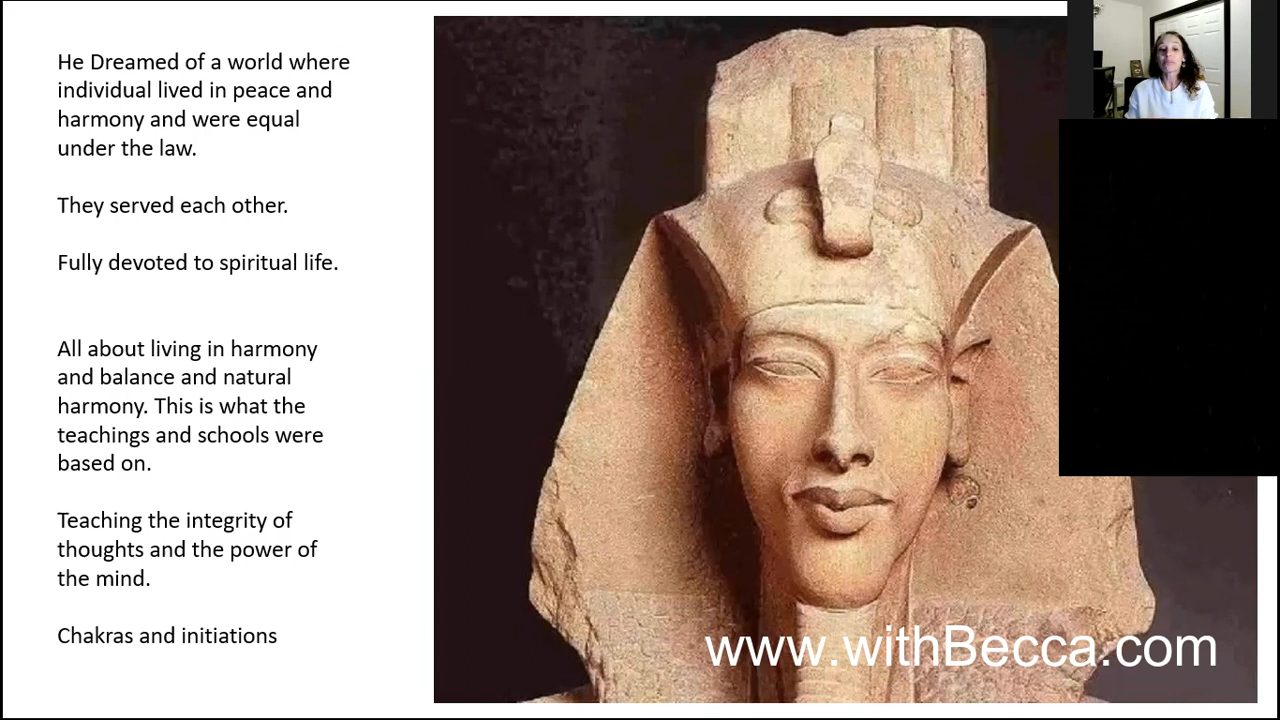 He Dreamed of a world where
individual lived in peace and
harmony and were equal
under the law.
They served each other.
Fully devoted to spiritual life.
All about living in harmony
and balance and natural
harmony. This is what the
teachings and schools were
based on.
Teaching the integrity of
thoughts and the power of
the mind.
Chakras and initiations
www.withBecca.com